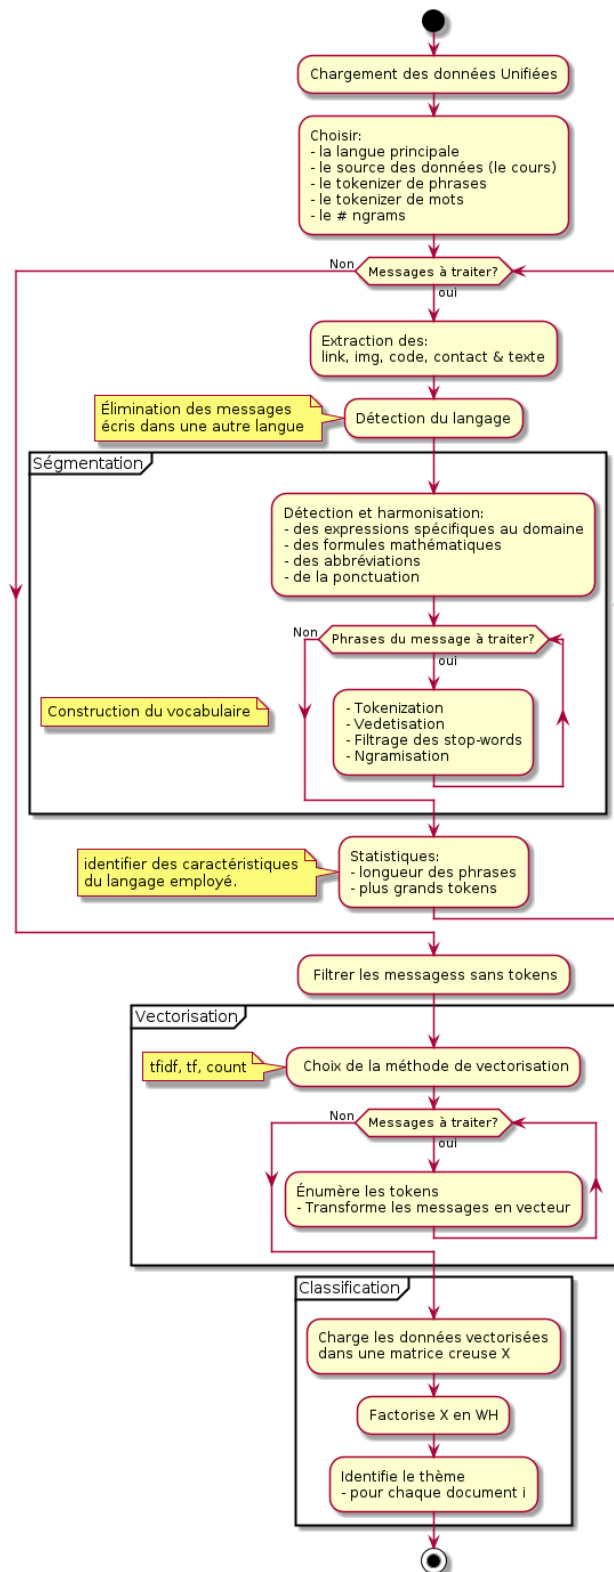 Chargement des données Unifiées
Choisir:
- la langue principale
- le source des données (le cours)
- le tokenizer de phrases
- le tokenizer de mots
- le # ngrams
Non
Messages à traiter?
oui
Extraction des:
link, img, code, contact & texte
Élimination des messages
écris dans une autre langue
Détection du langage
Ségmentation
Détection et harmonisation:
- des expressions spécifiques au domaine
- des formules mathématiques
- des abbréviations
- de la ponctuation
Non
Phrases du message à traiter?
oui
Construction du vocabulaire
- Tokenization
- Vedetisation
- Filtrage des stop-words
- Ngramisation
identifier des caractéristiques
du langage employé.
Statistiques:
- longueur des phrases
- plus grands tokens
Filtrer les messagess sans tokens
Vectorisation
tfidf, tf, count
Choix de la méthode de vectorisation
Non
Messages à traiter?
oui
Énumère les tokens
- Transforme les messages en vecteur
Classification
Charge les données vectorisées
dans une matrice creuse X
Factorise X en WH
Identifie le thème
- pour chaque document i